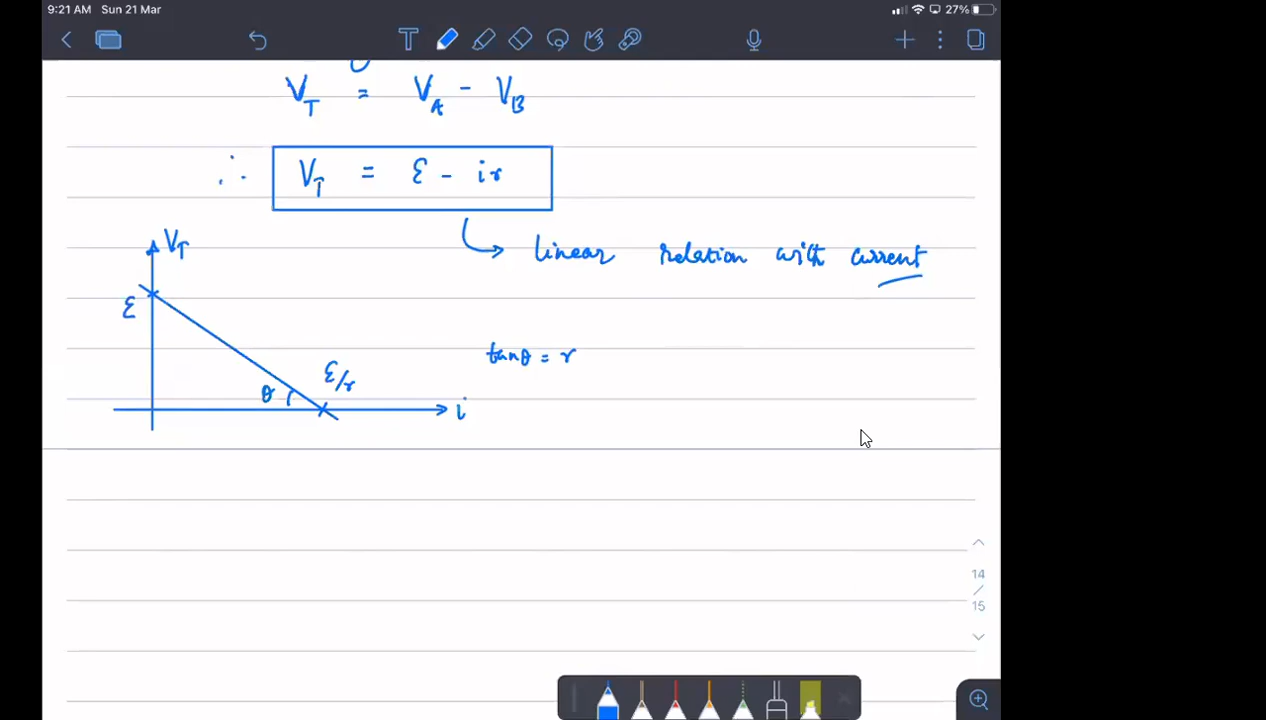 9:21 AM Sun 21 Mar 27%
V_T = V_A - V_B
∴ V_T = ε - ir
linear relation with current
V_T
ε
tanθ = r
ε/r
θ
i
14
/
15